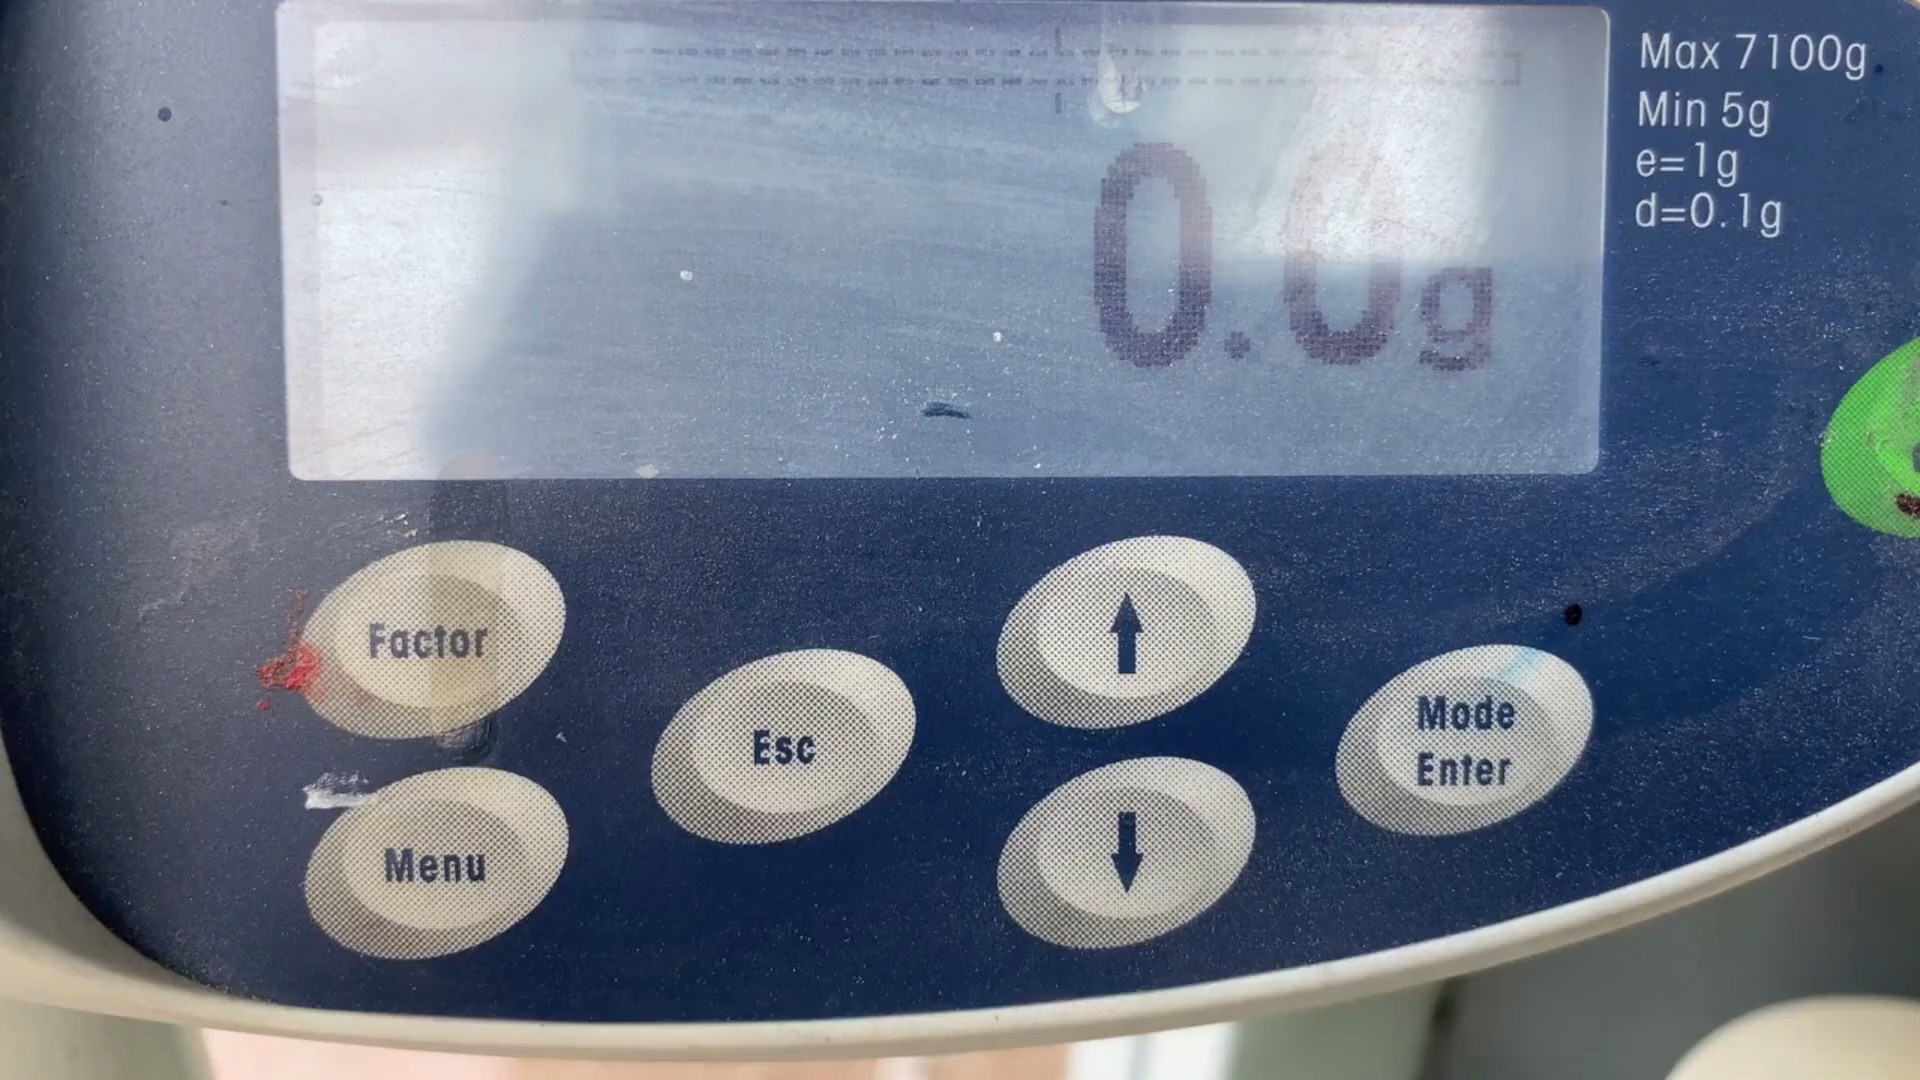 0.0g
Max 7100g
Min 5g
e=1g
d=0.1g
Factor
Esc
Mode
Enter
Menu